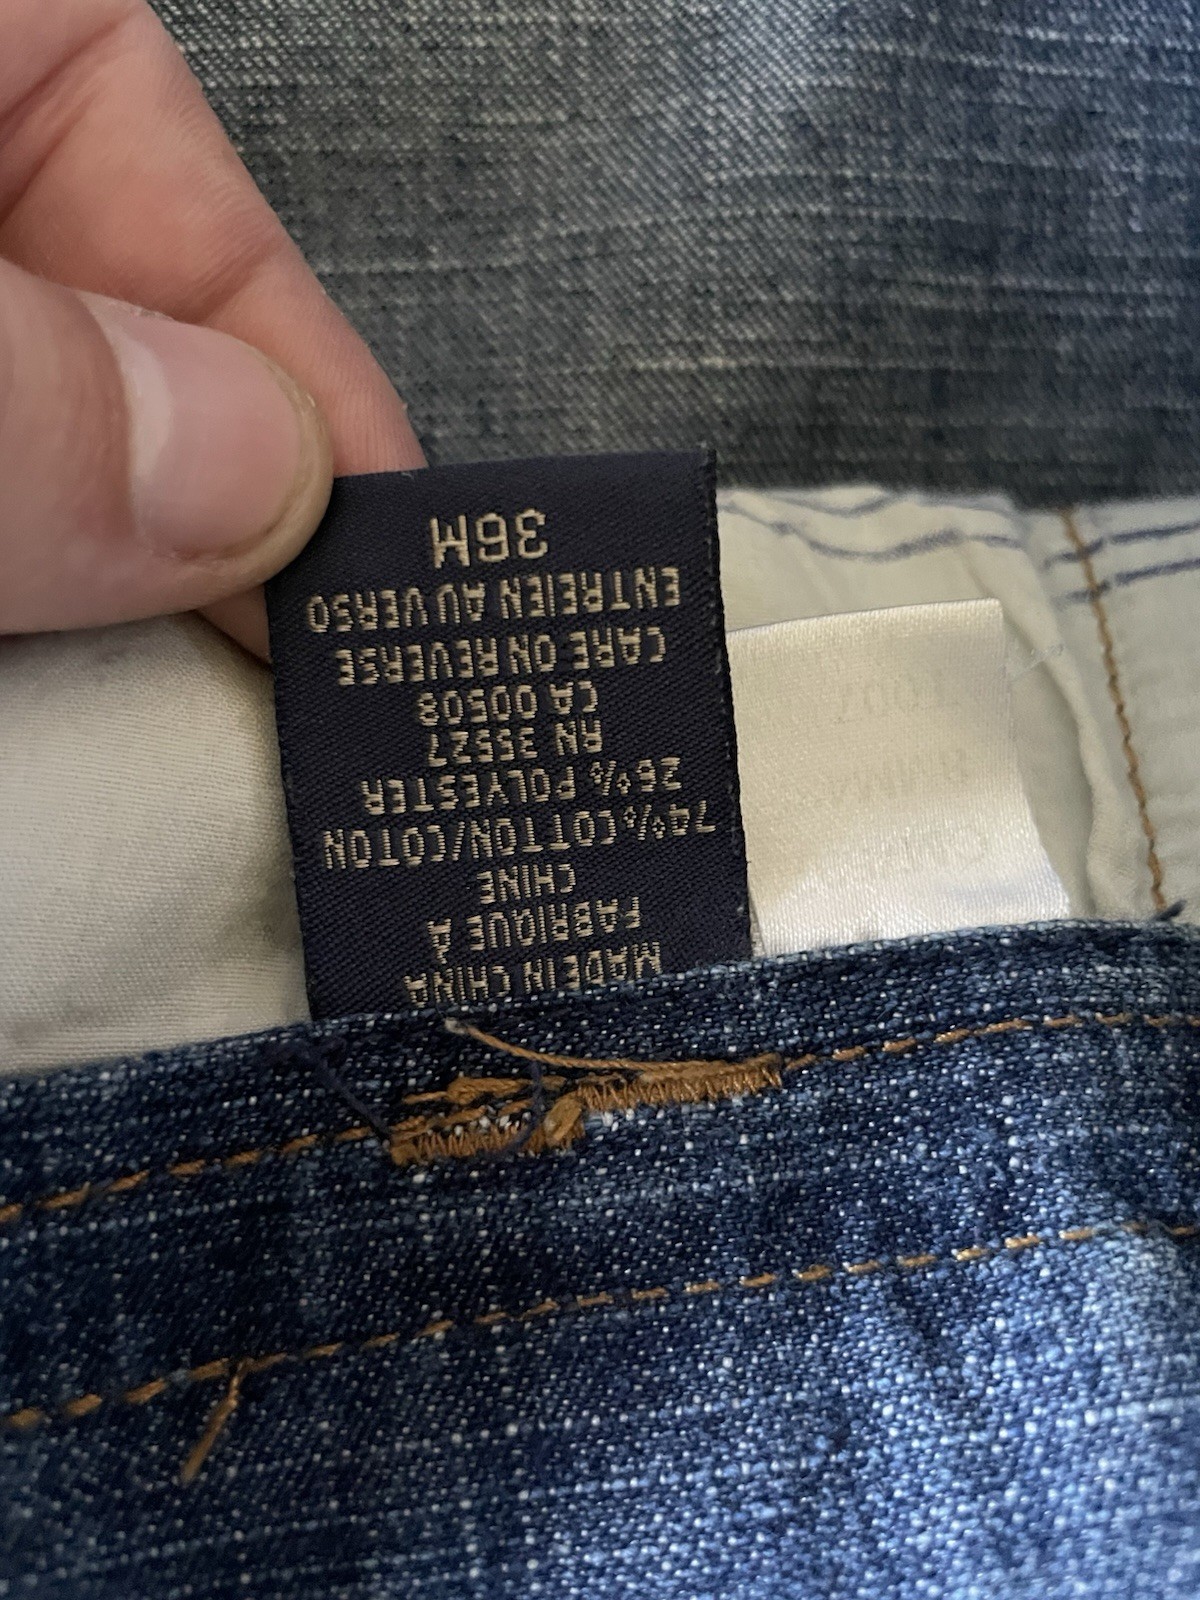 MADE IN CHINA
FABRIQUE À
CHINE
74% COTTON/COTON
26% POLYESTER
RN 35527
CA 00508
CARE ON REVERSE
ENTREIEN AU VERSO
36M